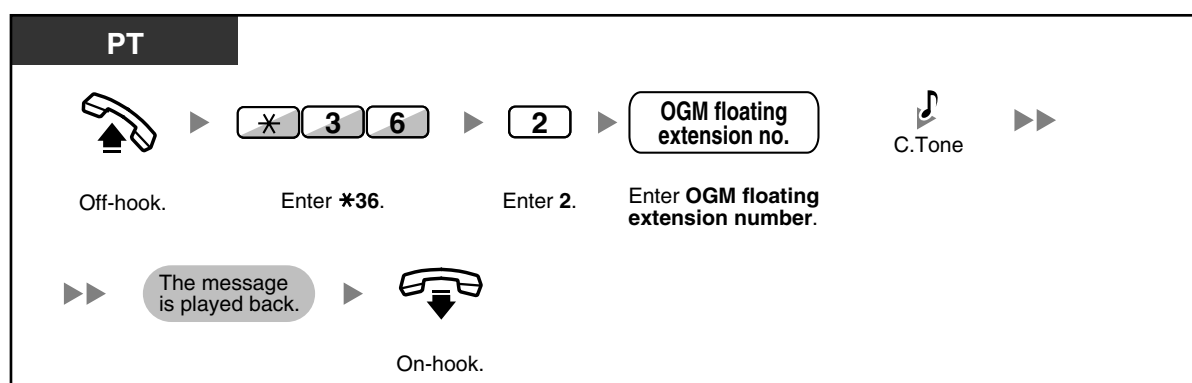 PT
✳ 3 6
2
OGM floating
extension no.
C.Tone
Off-hook.
Enter ✳36.
Enter 2.
Enter OGM floating
extension number.
The message
is played back.
On-hook.